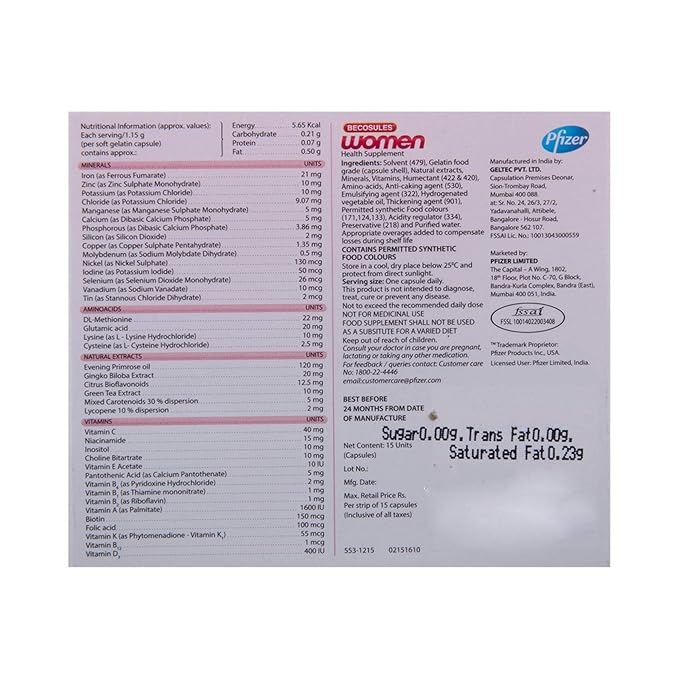 Nutritional Information (approx. values):
Each serving/1.15 g
(per soft gelatin capsule)
contains approx.:
Energy 5.65 Kcal
Carbohydrate 0.21 g
Protein 0.07 g
Fat 0.50 g
MINERALS UNITS
Iron (as Ferrous Fumarate) 21 mg
Zinc (as Zinc Sulphate Monohydrate) 10 mg
Potassium (as Potassium Chloride) 10 mg
Chloride (as Potassium Chloride) 9.07 mg
Manganese (as Manganese Sulphate Monohydrate) 5 mg
Calcium (as Dibasic Calcium Phosphate) 5 mg
Phosphorous (as Dibasic Calcium Phosphate) 3.86 mg
Silicon (as Silicon Dioxide) 2 mg
Copper (as Copper Sulphate Pentahydrate) 1.35 mg
Molybdenum (as Sodium Molybdate Dihydrate) 0.5 mg
Nickel (as Nickel Sulphate) 130 mcg
Iodine (as Potassium Iodide) 50 mcg
Selenium (as Selenium Dioxide Monohydrate) 26 mcg
Vanadium (as Sodium Vanadate) 10 mcg
Tin (as Stannous Chloride Dihydrate) 2 mcg
AMINOACIDS UNITS
DL-Methionine 22 mg
Glutamic acid 20 mg
Lysine (as L - Lysine Hydrochloride) 10 mg
Cysteine (as L- Cysteine Hydrochloride) 2.5 mg
NATURAL EXTRACTS UNITS
Evening Primrose oil 120 mg
Gingko Biloba Extract 20 mg
Citrus Bioflavonoids 12.5 mg
Green Tea Extract 10 mg
Mixed Carotenoids 30 % dispersion 5 mg
Lycopene 10 % dispersion 2 mg
VITAMINS UNITS
Vitamin C 40 mg
Niacinamide 15 mg
Inositol 10 mg
Choline Bitartrate 10 mg
Vitamin E Acetate 10 IU
Pantothenic Acid (as Calcium Pantothenate) 5 mg
Vitamin B6 (as Pyridoxine Hydrochloride) 2 mg
Vitamin B1 (as Thiamine mononitrate) 1 mg
Vitamin B2 (as Riboflavin) 1 mg
Vitamin A (as Palmitate) 1600 IU
Biotin 150 mcg
Folic acid 100 mcg
Vitamin K (as Phytomenadione - Vitamin K1) 55 mcg
Vitamin B12 1 mcg
Vitamin D3 400 IU
BECOSULES
women
Health Supplement
Ingredients: Solvent (479), Gelatin food
grade (capsule shell), Natural extracts,
Minerals, Vitamins, Humectant (422 & 420),
Amino-acids, Anti-caking agent (530),
Emulsifying agent (322), Hydrogenated
vegetable oil, Thickening agent (901),
Permitted synthetic Food colours
(171,124,133), Acidity regulator (334),
Preservative (218) and Purified water.
Appropriate overages added to compensate
losses during shelf life
CONTAINS PERMITTED SYNTHETIC
FOOD COLOURS
Store in a cool, dry place below 25°C and
protect from direct sunlight.
Serving size: One capsule daily.
This product is not intended to diagnose,
treat, cure or prevent any disease.
Not to exceed the recommended daily dose
NOT FOR MEDICINAL USE
FOOD SUPPLEMENT SHALL NOT BE USED
AS A SUBSITUTE FOR A VARIED DIET
Keep out of reach of children.
Consult your doctor in case you are pregnant,
lactating or taking any other medication.
For feedback / queries contact: Customer care
No: 1800-22-4446
email:customercare@pfizer.com
BEST BEFORE
24 MONTHS FROM DATE
OF MANUFACTURE
Sugar0.00g.Trans Fat0.00g.
Saturated Fat0.23g
Net Content: 15 Units
(Capsules)
Lot No.:
Mfg. Date:
Max. Retail Price Rs.
Per strip of 15 capsules
(Inclusive of all taxes)
553-1215 02151610
Pfizer
Manufactured in India by:
GELTEC PVT. LTD.
Capsulation Premises Deonar,
Sion-Trombay Road,
Mumbai 400 088.
at: Sr. No. 24, 26/3, 27/2,
Yadavanahalli, Attibele,
Bangalore - Hosur Road,
Bangalore 562 107.
FSSAI Lic. No.: 10013043000559
Marketed by:
PFIZER LIMITED
The Capital – A Wing, 1802,
18th Floor, Plot No. C-70, G Block,
Bandra-Kurla Complex, Bandra (East),
Mumbai 400 051, India.
fssai
FSSL 10014022003408
™Trademark Proprietor:
Pfizer Products Inc., USA.
Licensed User: Pfizer Limited, India.